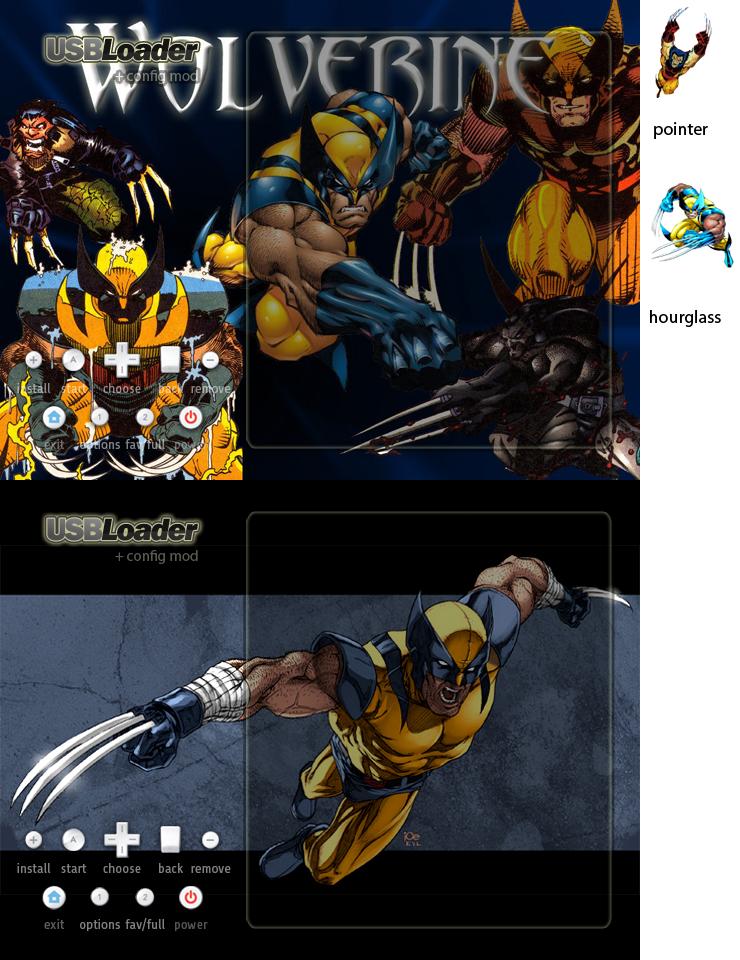 WOLVERINE
USBLoader
+ config mod
pointer
hourglass
A
install start choose back remove
1 2
exit options fav/full power
USBLoader
+ config mod
A
install start choose back remove
1 2
exit options fav/full power